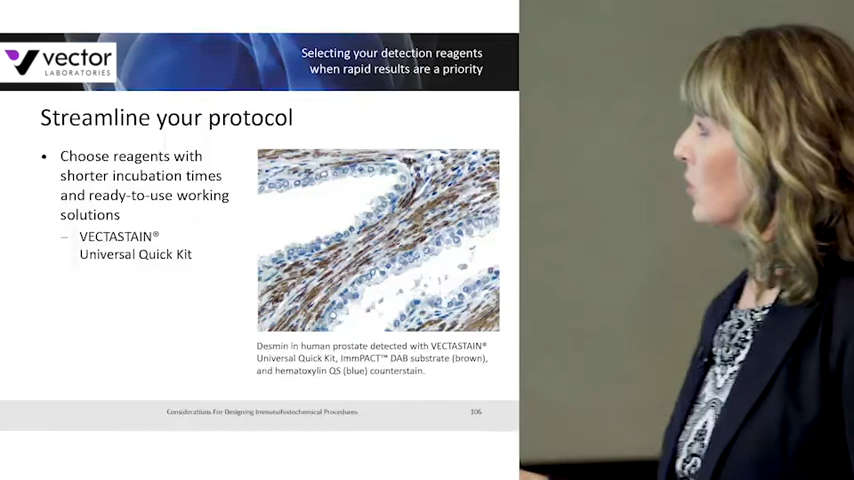 vector
LABORATORIES
Selecting your detection reagents
when rapid results are a priority
Streamline your protocol
• Choose reagents with
shorter incubation times
and ready-to-use working
solutions
– VECTASTAIN®
Universal Quick Kit
Desmin in human prostate detected with VECTASTAIN®
Universal Quick Kit, ImmPACT™ DAB substrate (brown),
and hematoxylin QS (blue) counterstain.
Considerations For Designing Immunohistochemical Procedures
106